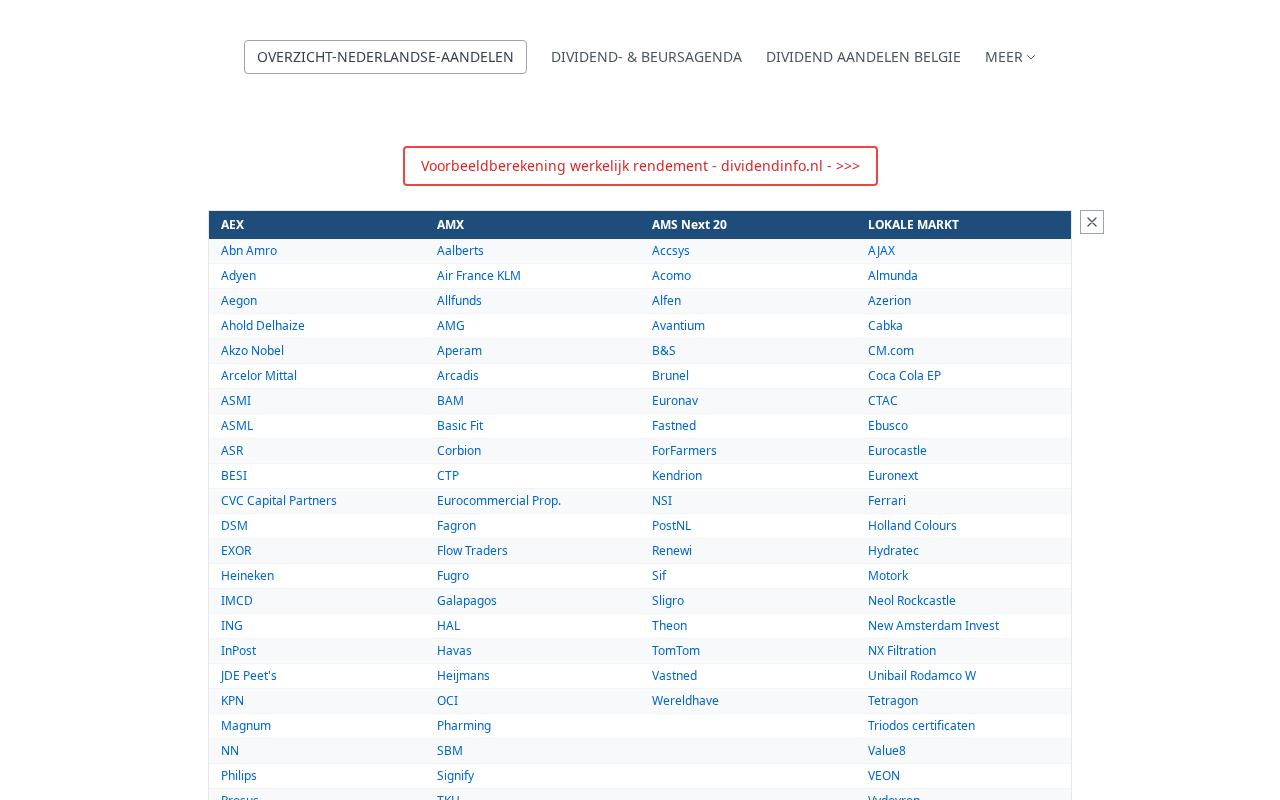 OVERZICHT-NEDERLANDSE-AANDELEN DIVIDEND- & BEURSAGENDA DIVIDEND AANDELEN BELGIE MEER
Voorbeeldberekening werkelijk rendement - dividendinfo.nl - >>>
AEX AMX AMS Next 20 LOKALE MARKT
Abn Amro Aalberts Accsys AJAX
Adyen Air France KLM Acomo Almunda
Aegon Allfunds Alfen Azerion
Ahold Delhaize AMG Avantium Cabka
Akzo Nobel Aperam B&S CM.com
Arcelor Mittal Arcadis Brunel Coca Cola EP
ASMI BAM Euronav CTAC
ASML Basic Fit Fastned Ebusco
ASR Corbion ForFarmers Eurocastle
BESI CTP Kendrion Euronext
CVC Capital Partners Eurocommercial Prop. NSI Ferrari
DSM Fagron PostNL Holland Colours
EXOR Flow Traders Renewi Hydratec
Heineken Fugro Sif Motork
IMCD Galapagos Sligro Neol Rockcastle
ING HAL Theon New Amsterdam Invest
InPost Havas TomTom NX Filtration
JDE Peet's Heijmans Vastned Unibail Rodamco W
KPN OCI Wereldhave Tetragon
Magnum Pharming Triodos certificaten
NN SBM Value8
Philips Signify VEON
Prosus TKH Vydovron